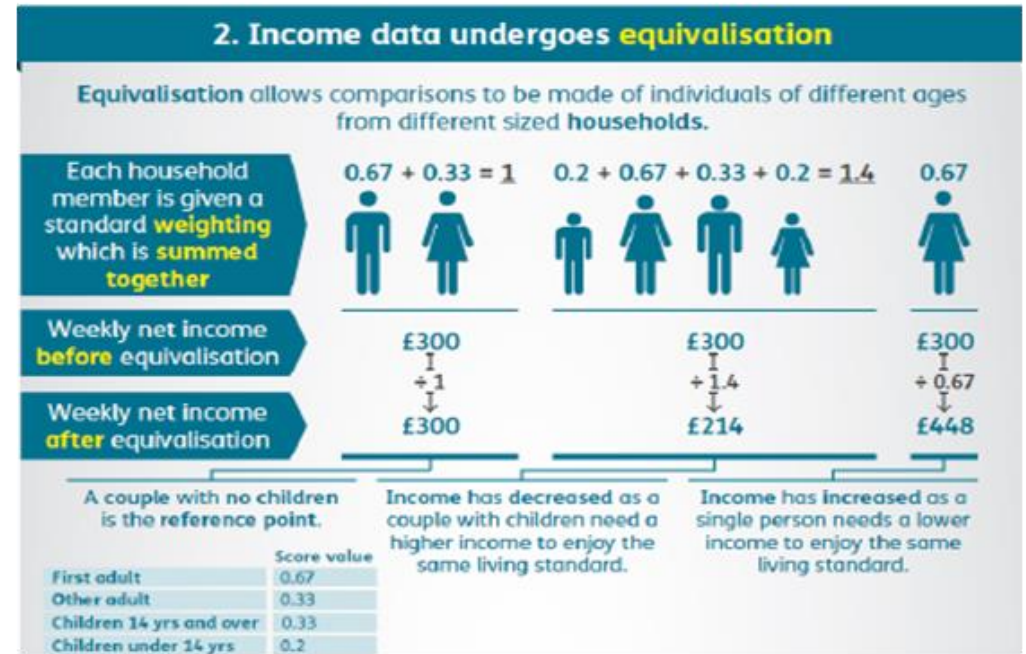 2. Income data undergoes equivalisation
Equivalisation allows comparisons to be made of individuals of different ages
from different sized households.
Each household
member is given a
standard weighting
which is summed
together
0.67 + 0.33 = 1
0.2 + 0.67 + 0.33 + 0.2 = 1.4
0.67
Weekly net income
before equivalisation
£300
£300
£300
÷ 1
÷ 1.4
÷ 0.67
Weekly net income
after equivalisation
£300
£214
£448
A couple with no children
is the reference point.
Income has decreased as a
couple with children need a
higher income to enjoy the
same living standard.
Income has increased as a
single person needs a lower
income to enjoy the same
living standard.
Score value
First adult 0.67
Other adult 0.33
Children 14 yrs and over 0.33
Children under 14 yrs 0.2